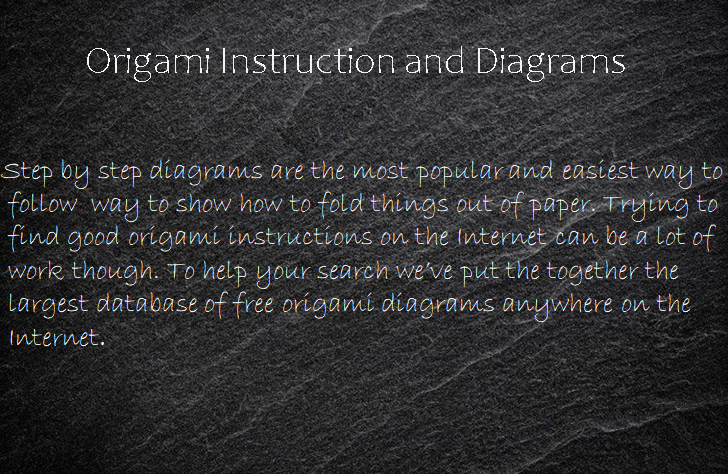 Origami Instruction and Diagrams
Step by step diagrams are the most popular and easiest way to
follow way to show how to fold things out of paper. Trying to
find good origami instructions on the Internet can be a lot of
work though. To help your search we've put the together the
largest database of free origami diagrams anywhere on the
Internet.